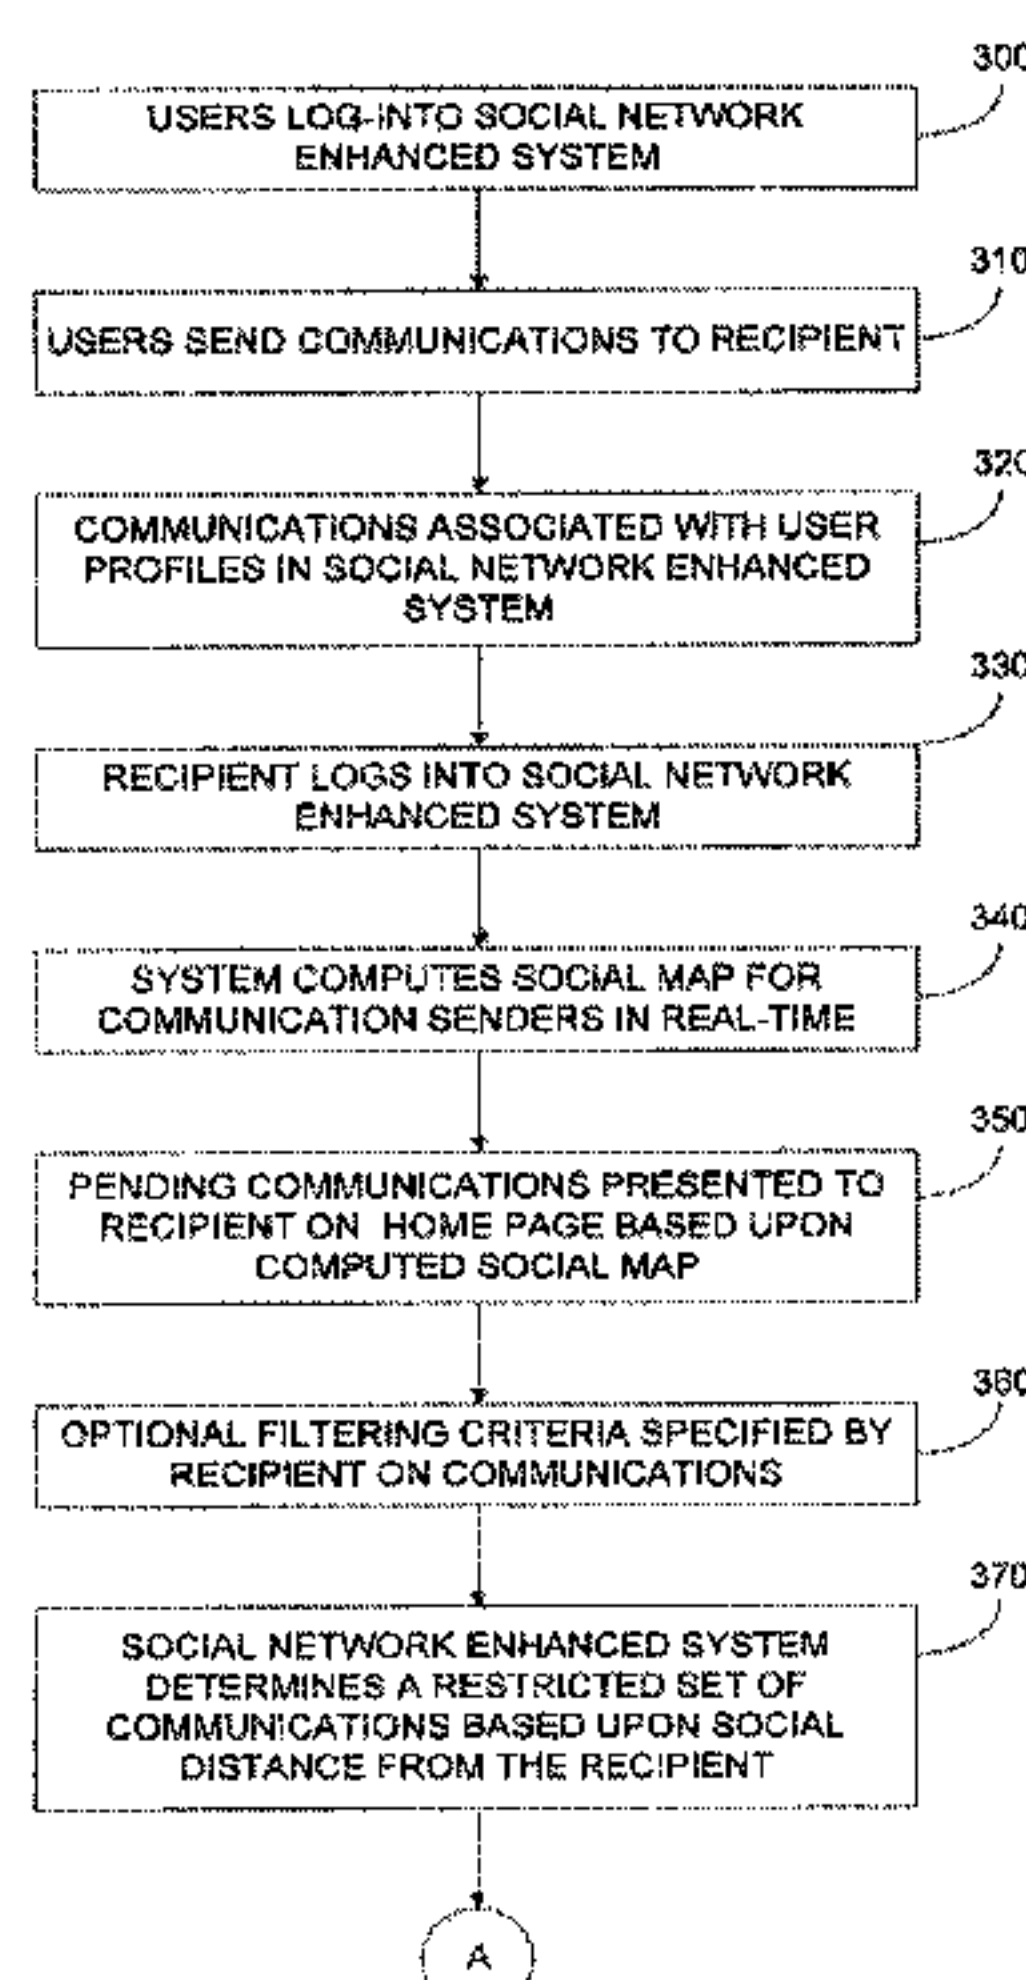 300
USERS LOG-INTO SOCIAL NETWORK
ENHANCED SYSTEM
310
USERS SEND COMMUNICATIONS TO RECIPIENT
320
COMMUNICATIONS ASSOCIATED WITH USER
PROFILES IN SOCIAL NETWORK ENHANCED
SYSTEM
330
RECIPIENT LOGS INTO SOCIAL NETWORK
ENHANCED SYSTEM
340
SYSTEM COMPUTES SOCIAL MAP FOR
COMMUNICATION SENDERS IN REAL-TIME
350
PENDING COMMUNICATIONS PRESENTED TO
RECIPIENT ON HOME PAGE BASED UPON
COMPUTED SOCIAL MAP
360
OPTIONAL FILTERING CRITERIA SPECIFIED BY
RECIPIENT ON COMMUNICATIONS
370
SOCIAL NETWORK ENHANCED SYSTEM
DETERMINES A RESTRICTED SET OF
COMMUNICATIONS BASED UPON SOCIAL
DISTANCE FROM THE RECIPIENT
A